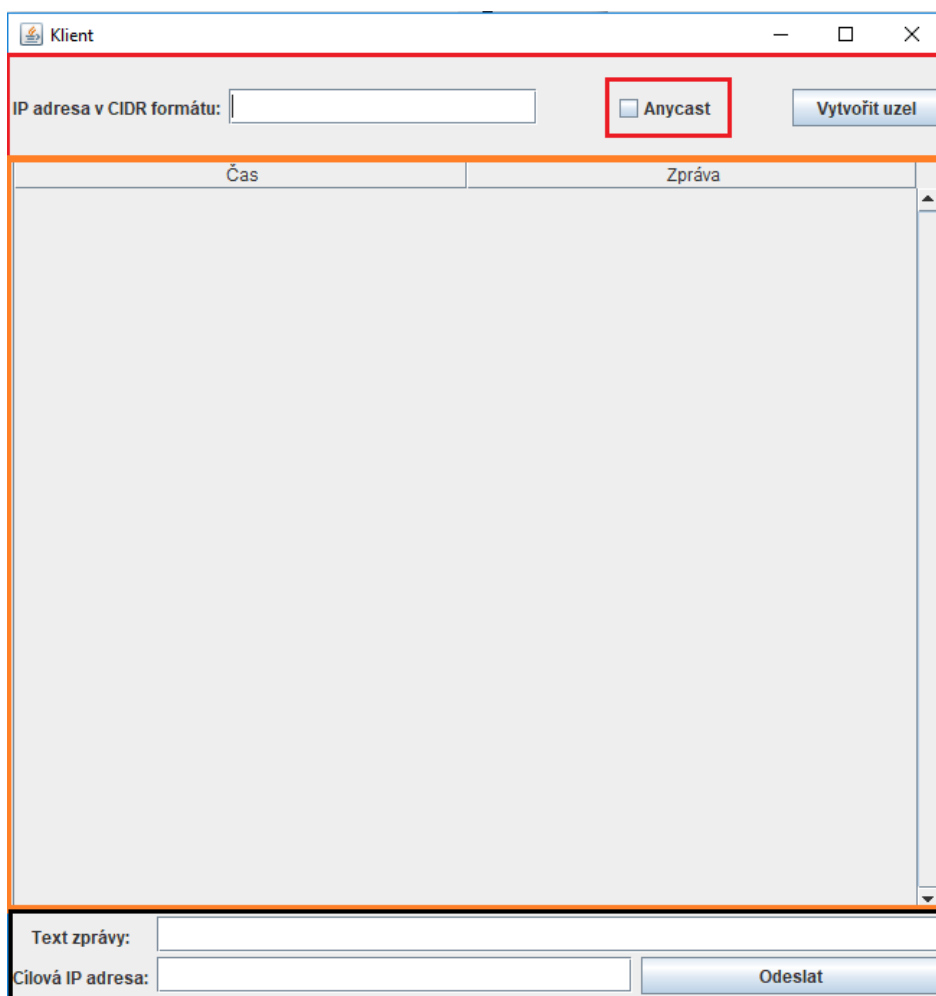 Klient
IP adresa v CIDR formátu: Anycast Vytvořit uzel
Čas Zpráva
Text zprávy:
Cílová IP adresa: Odeslat